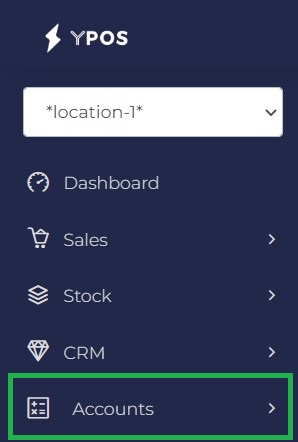 YPOS
*location-1*
Dashboard
Sales
Stock
CRM
Accounts